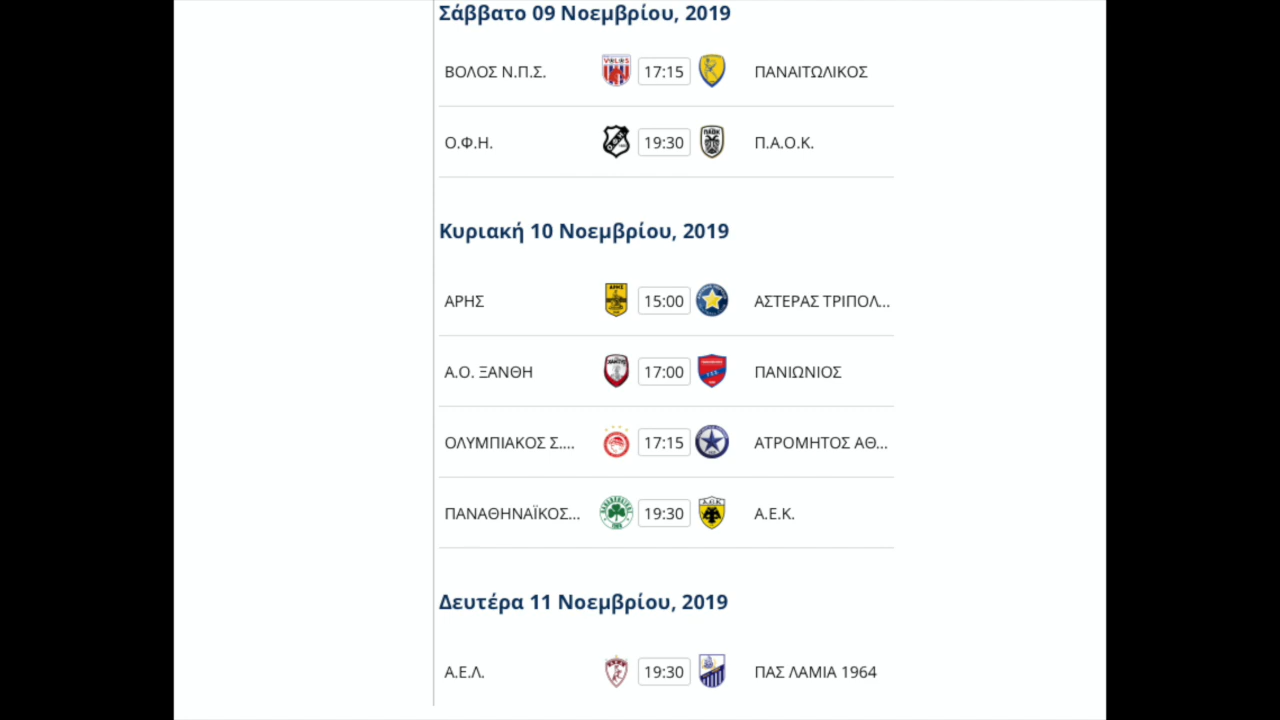 Σάββατο 09 Νοεμβρίου, 2019
ΒΟΛΟΣ Ν.Π.Σ. 17:15 ΠΑΝΑΙΤΩΛΙΚΟΣ
Ο.Φ.Η. 19:30 Π.Α.Ο.Κ.
Κυριακή 10 Νοεμβρίου, 2019
ΑΡΗΣ 15:00 ΑΣΤΕΡΑΣ ΤΡΙΠΟΛ...
Α.Ο. ΞΑΝΘΗ 17:00 ΠΑΝΙΩΝΙΟΣ
ΟΛΥΜΠΙΑΚΟΣ Σ.... 17:15 ΑΤΡΟΜΗΤΟΣ ΑΘ...
ΠΑΝΑΘΗΝΑΪΚΟΣ... 19:30 Α.Ε.Κ.
Δευτέρα 11 Νοεμβρίου, 2019
Α.Ε.Λ. 19:30 ΠΑΣ ΛΑΜΙΑ 1964